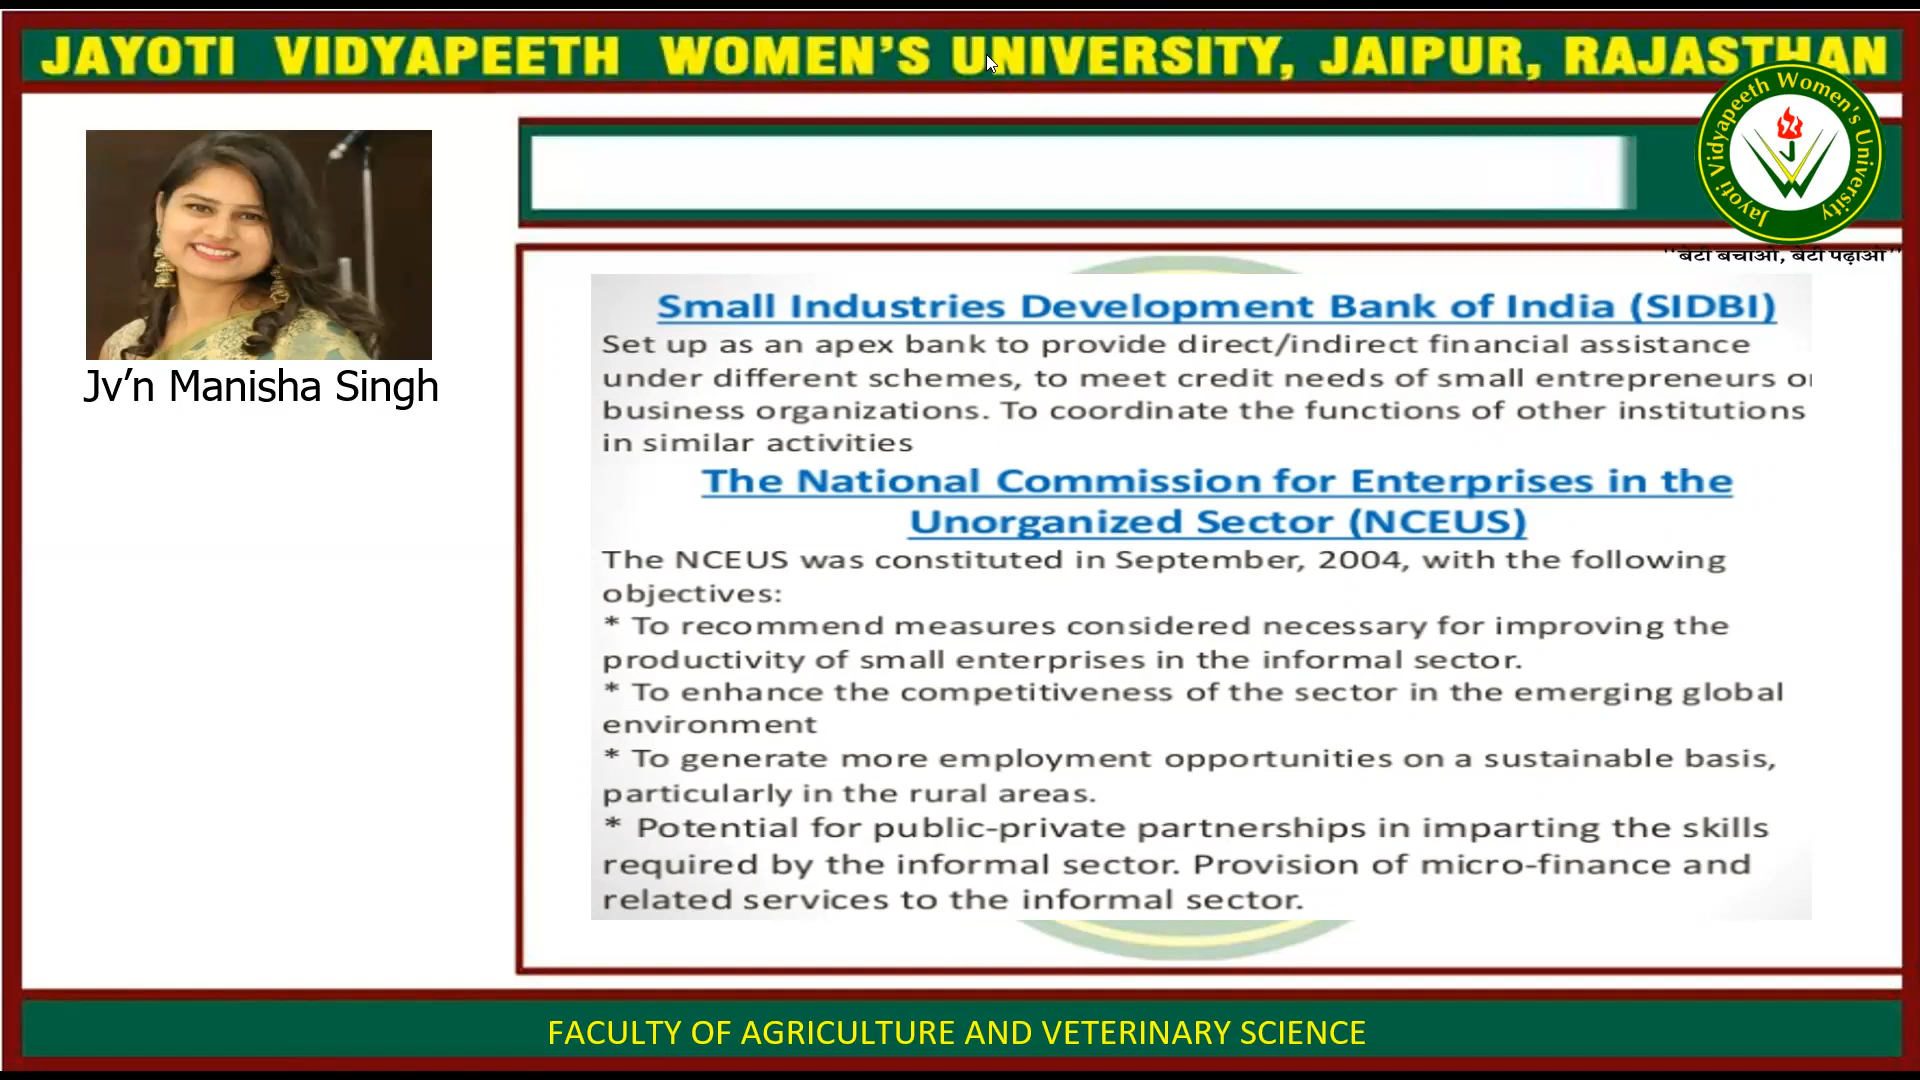 JAYOTI VIDYAPEETH WOMEN'S UNIVERSITY, JAIPUR, RAJASTHAN
Jayoti Vidyapeeth Women's University
Jayoti University
"बेटी बचाओ, बेटी पढ़ाओ"
Jv'n Manisha Singh
Small Industries Development Bank of India (SIDBI)
Set up as an apex bank to provide direct/indirect financial assistance
under different schemes, to meet credit needs of small entrepreneurs or
business organizations. To coordinate the functions of other institutions
in similar activities
The National Commission for Enterprises in the
Unorganized Sector (NCEUS)
The NCEUS was constituted in September, 2004, with the following
objectives:
* To recommend measures considered necessary for improving the
productivity of small enterprises in the informal sector.
* To enhance the competitiveness of the sector in the emerging global
environment
* To generate more employment opportunities on a sustainable basis,
particularly in the rural areas.
* Potential for public-private partnerships in imparting the skills
required by the informal sector. Provision of micro-finance and
related services to the informal sector.
FACULTY OF AGRICULTURE AND VETERINARY SCIENCE